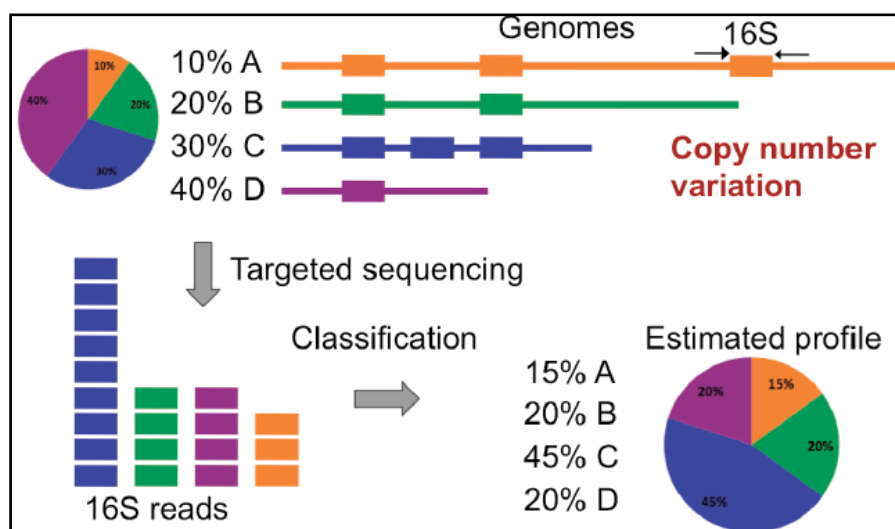 Genomes
16S
10%
20%
30%
40%
10% A
20% B
30% C
40% D
Copy number
variation
Targeted sequencing
Classification
16S reads
15% A
20% B
45% C
20% D
Estimated profile
15%
20%
45%
20%